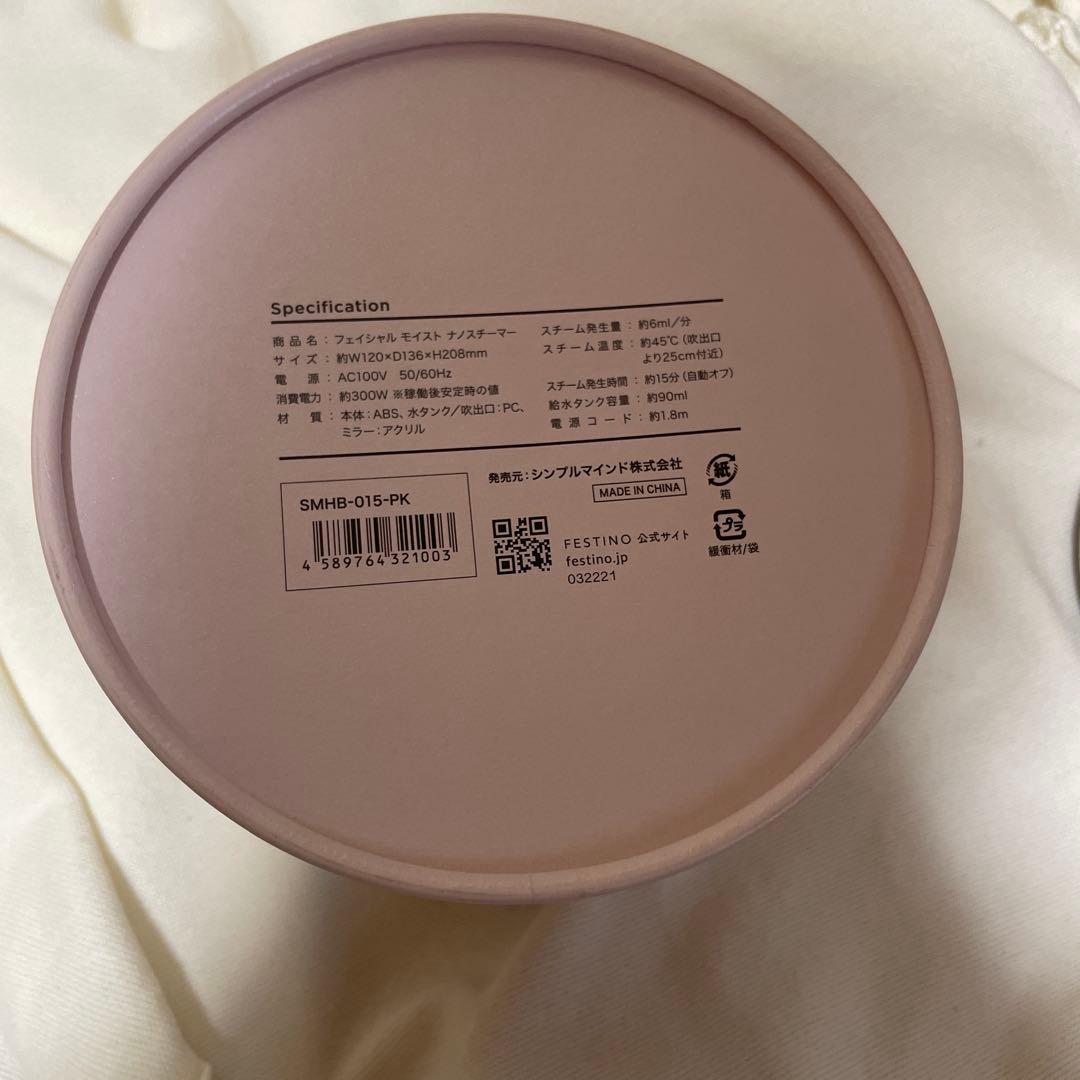 Specification
商品名：フェイシャル モイスト ナノスチーマー
サイズ：約W120×D136×H208mm
電源：AC100V 50/60Hz
消費電力：約300W ※稼働後安定時の値
材質：本体：ABS、水タンク／吹出口：PC、
ミラー：アクリル
スチーム発生量：約6ml／分
スチーム温度：約45℃（吹出口
より25cm付近）
スチーム発生時間：約15分（自動オフ）
給水タンク容量：約90ml
電源コード：約1.8m
SMHB-015-PK
4 589764 321003
発売元：シンプルマインド株式会社
MADE IN CHINA
FESTINO 公式サイト
festino.jp
032221
紙
箱
プラ
緩衝材/袋